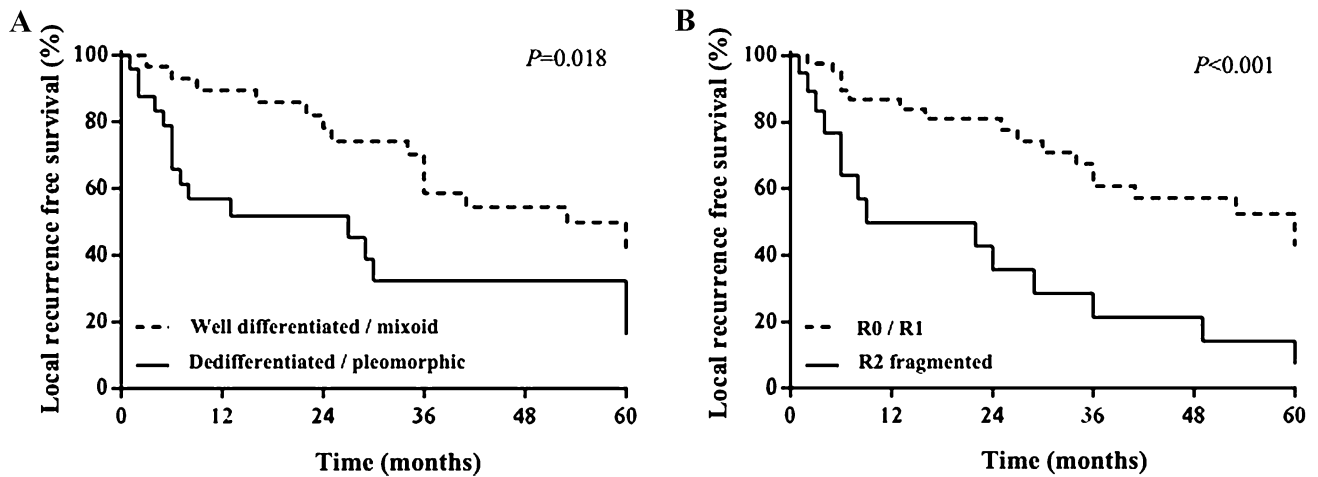 A
Local recurrence free survival (%)
100
80
60
40
20
0
P=0.018
Well differentiated / mixoid
Dedifferentiated / pleomorphic
0 12 24 36 48 60
Time (months)
B
Local recurrence free survival (%)
100
80
60
40
20
0
P<0.001
R0 / R1
R2 fragmented
0 12 24 36 48 60
Time (months)